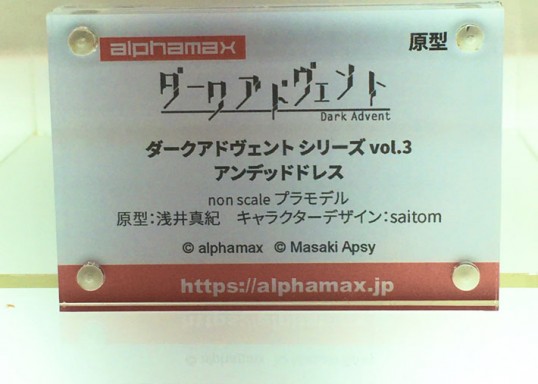 alphamax
原型
ダークアドヴェント
Dark Advent
ダークアドヴェント シリーズ vol.3
アンデッドドレス
non scale プラモデル
原型：浅井真紀　キャラクターデザイン：saitom
© alphamax © Masaki Apsy
https://alphamax.jp